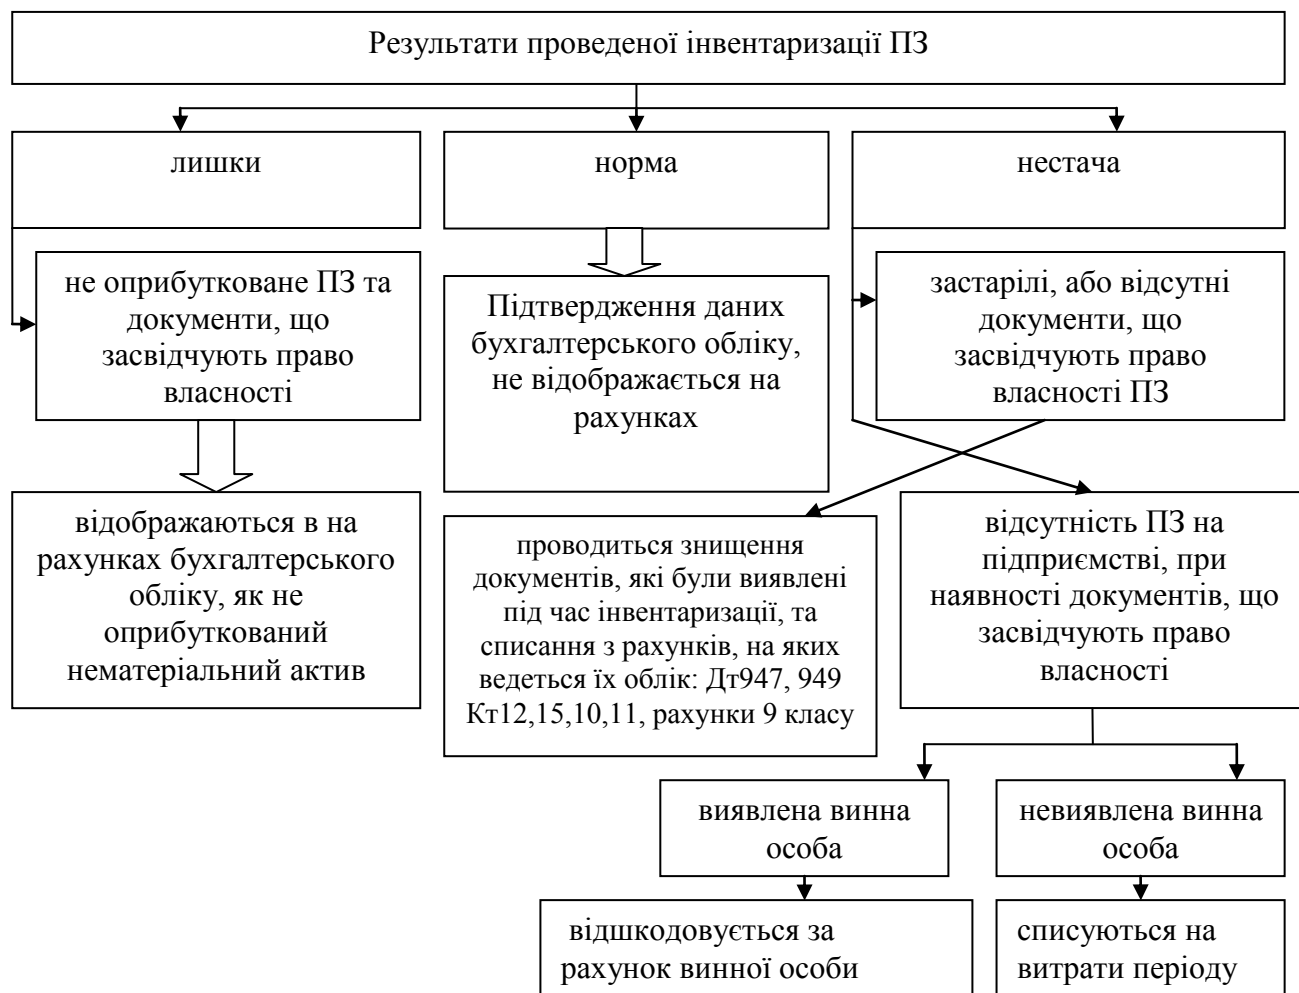 Результати проведеної інвентаризації ПЗ
лишки
норма
нестача
не оприбутковане ПЗ та
документи, що
засвідчують право
власності
Підтвердження даних
бухгалтерського обліку,
не відображається на
рахунках
застарілі, або відсутні
документи, що
засвідчують право
власності ПЗ
відображаються в на
рахунках бухгалтерського
обліку, як не
оприбуткований
нематеріальний актив
проводиться знищення
документів, які були виявлені
під час інвентаризації, та
списання з рахунків, на яких
ведеться їх облік: Дт947, 949
Кт12,15,10,11, рахунки 9 класу
відсутність ПЗ на
підприємстві, при
наявності документів, що
засвідчують право
власності
виявлена винна
особа
невиявлена винна
особа
відшкодовується за
рахунок винної особи
списуються на
витрати періоду